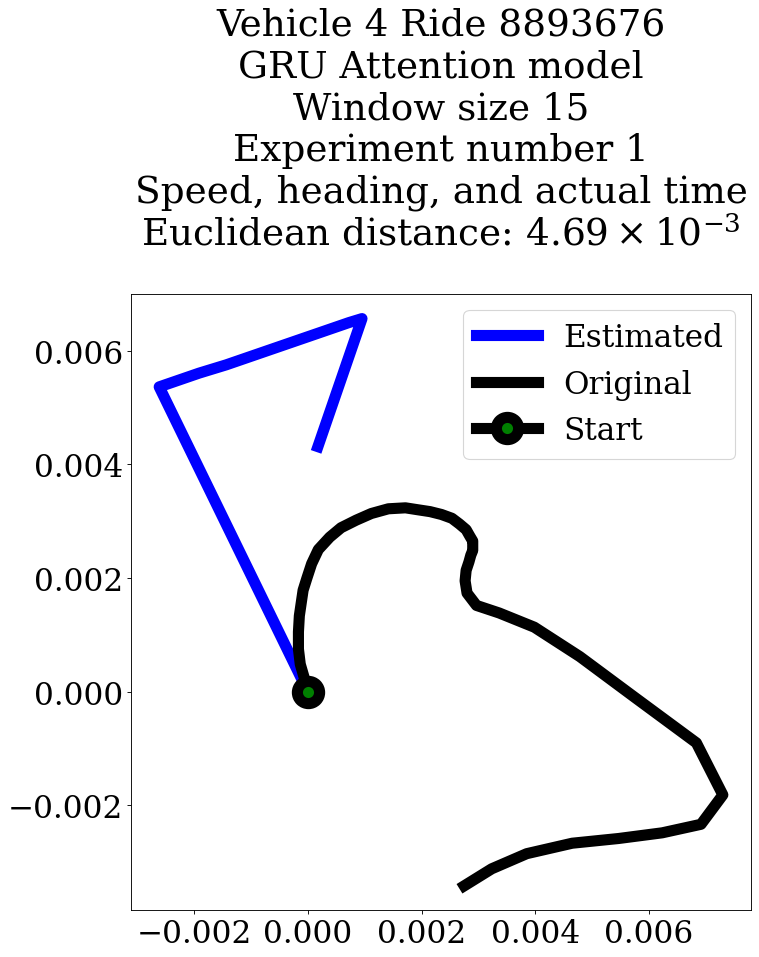 Vehicle 4 Ride 8893676
GRU Attention model
Window size 15
Experiment number 1
Speed, heading, and actual time
Euclidean distance: 4.69 × 10⁻³
Estimated
Original
Start
0.006
0.004
0.002
0.000
−0.002
−0.002 0.000 0.002 0.004 0.006